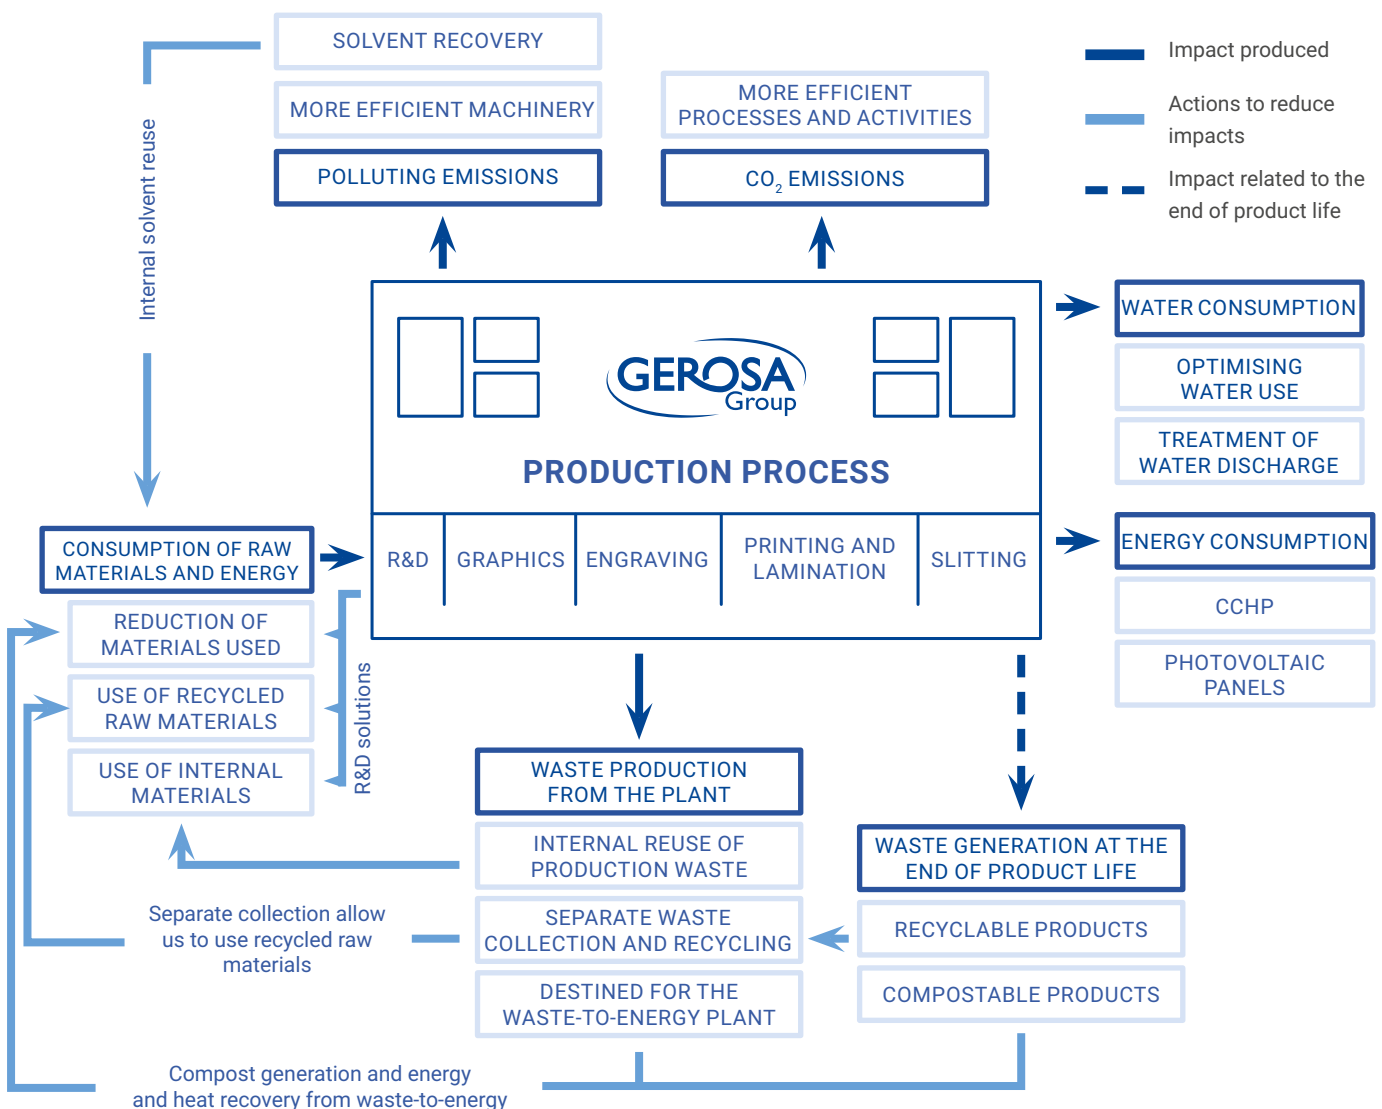 SOLVENT RECOVERY
MORE EFFICIENT MACHINERY
POLLUTING EMISSIONS
MORE EFFICIENT
PROCESSES AND ACTIVITIES
CO₂ EMISSIONS
Impact produced
Actions to reduce
impacts
Impact related to the
end of product life
Internal solvent reuse
GEROSA
Group
PRODUCTION PROCESS
R&D
GRAPHICS
ENGRAVING
PRINTING AND
LAMINATION
SLITTING
WATER CONSUMPTION
OPTIMISING
WATER USE
TREATMENT OF
WATER DISCHARGE
ENERGY CONSUMPTION
CCHP
PHOTOVOLTAIC
PANELS
CONSUMPTION OF RAW
MATERIALS AND ENERGY
REDUCTION OF
MATERIALS USED
USE OF RECYCLED
RAW MATERIALS
USE OF INTERNAL
MATERIALS
R&D solutions
WASTE PRODUCTION
FROM THE PLANT
INTERNAL REUSE OF
PRODUCTION WASTE
SEPARATE WASTE
COLLECTION AND RECYCLING
DESTINED FOR THE
WASTE-TO-ENERGY PLANT
WASTE GENERATION AT THE
END OF PRODUCT LIFE
RECYCLABLE PRODUCTS
COMPOSTABLE PRODUCTS
Separate collection allow
us to use recycled raw
materials
Compost generation and energy
and heat recovery from waste-to-energy